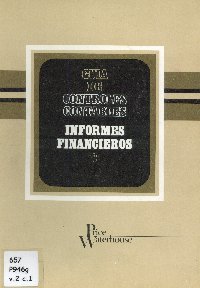 GUIA
DE
CONTROLES
CONTABLES
INFORMES
FINANCIEROS
Price
Waterhouse
657
P946g
v.2 c.1